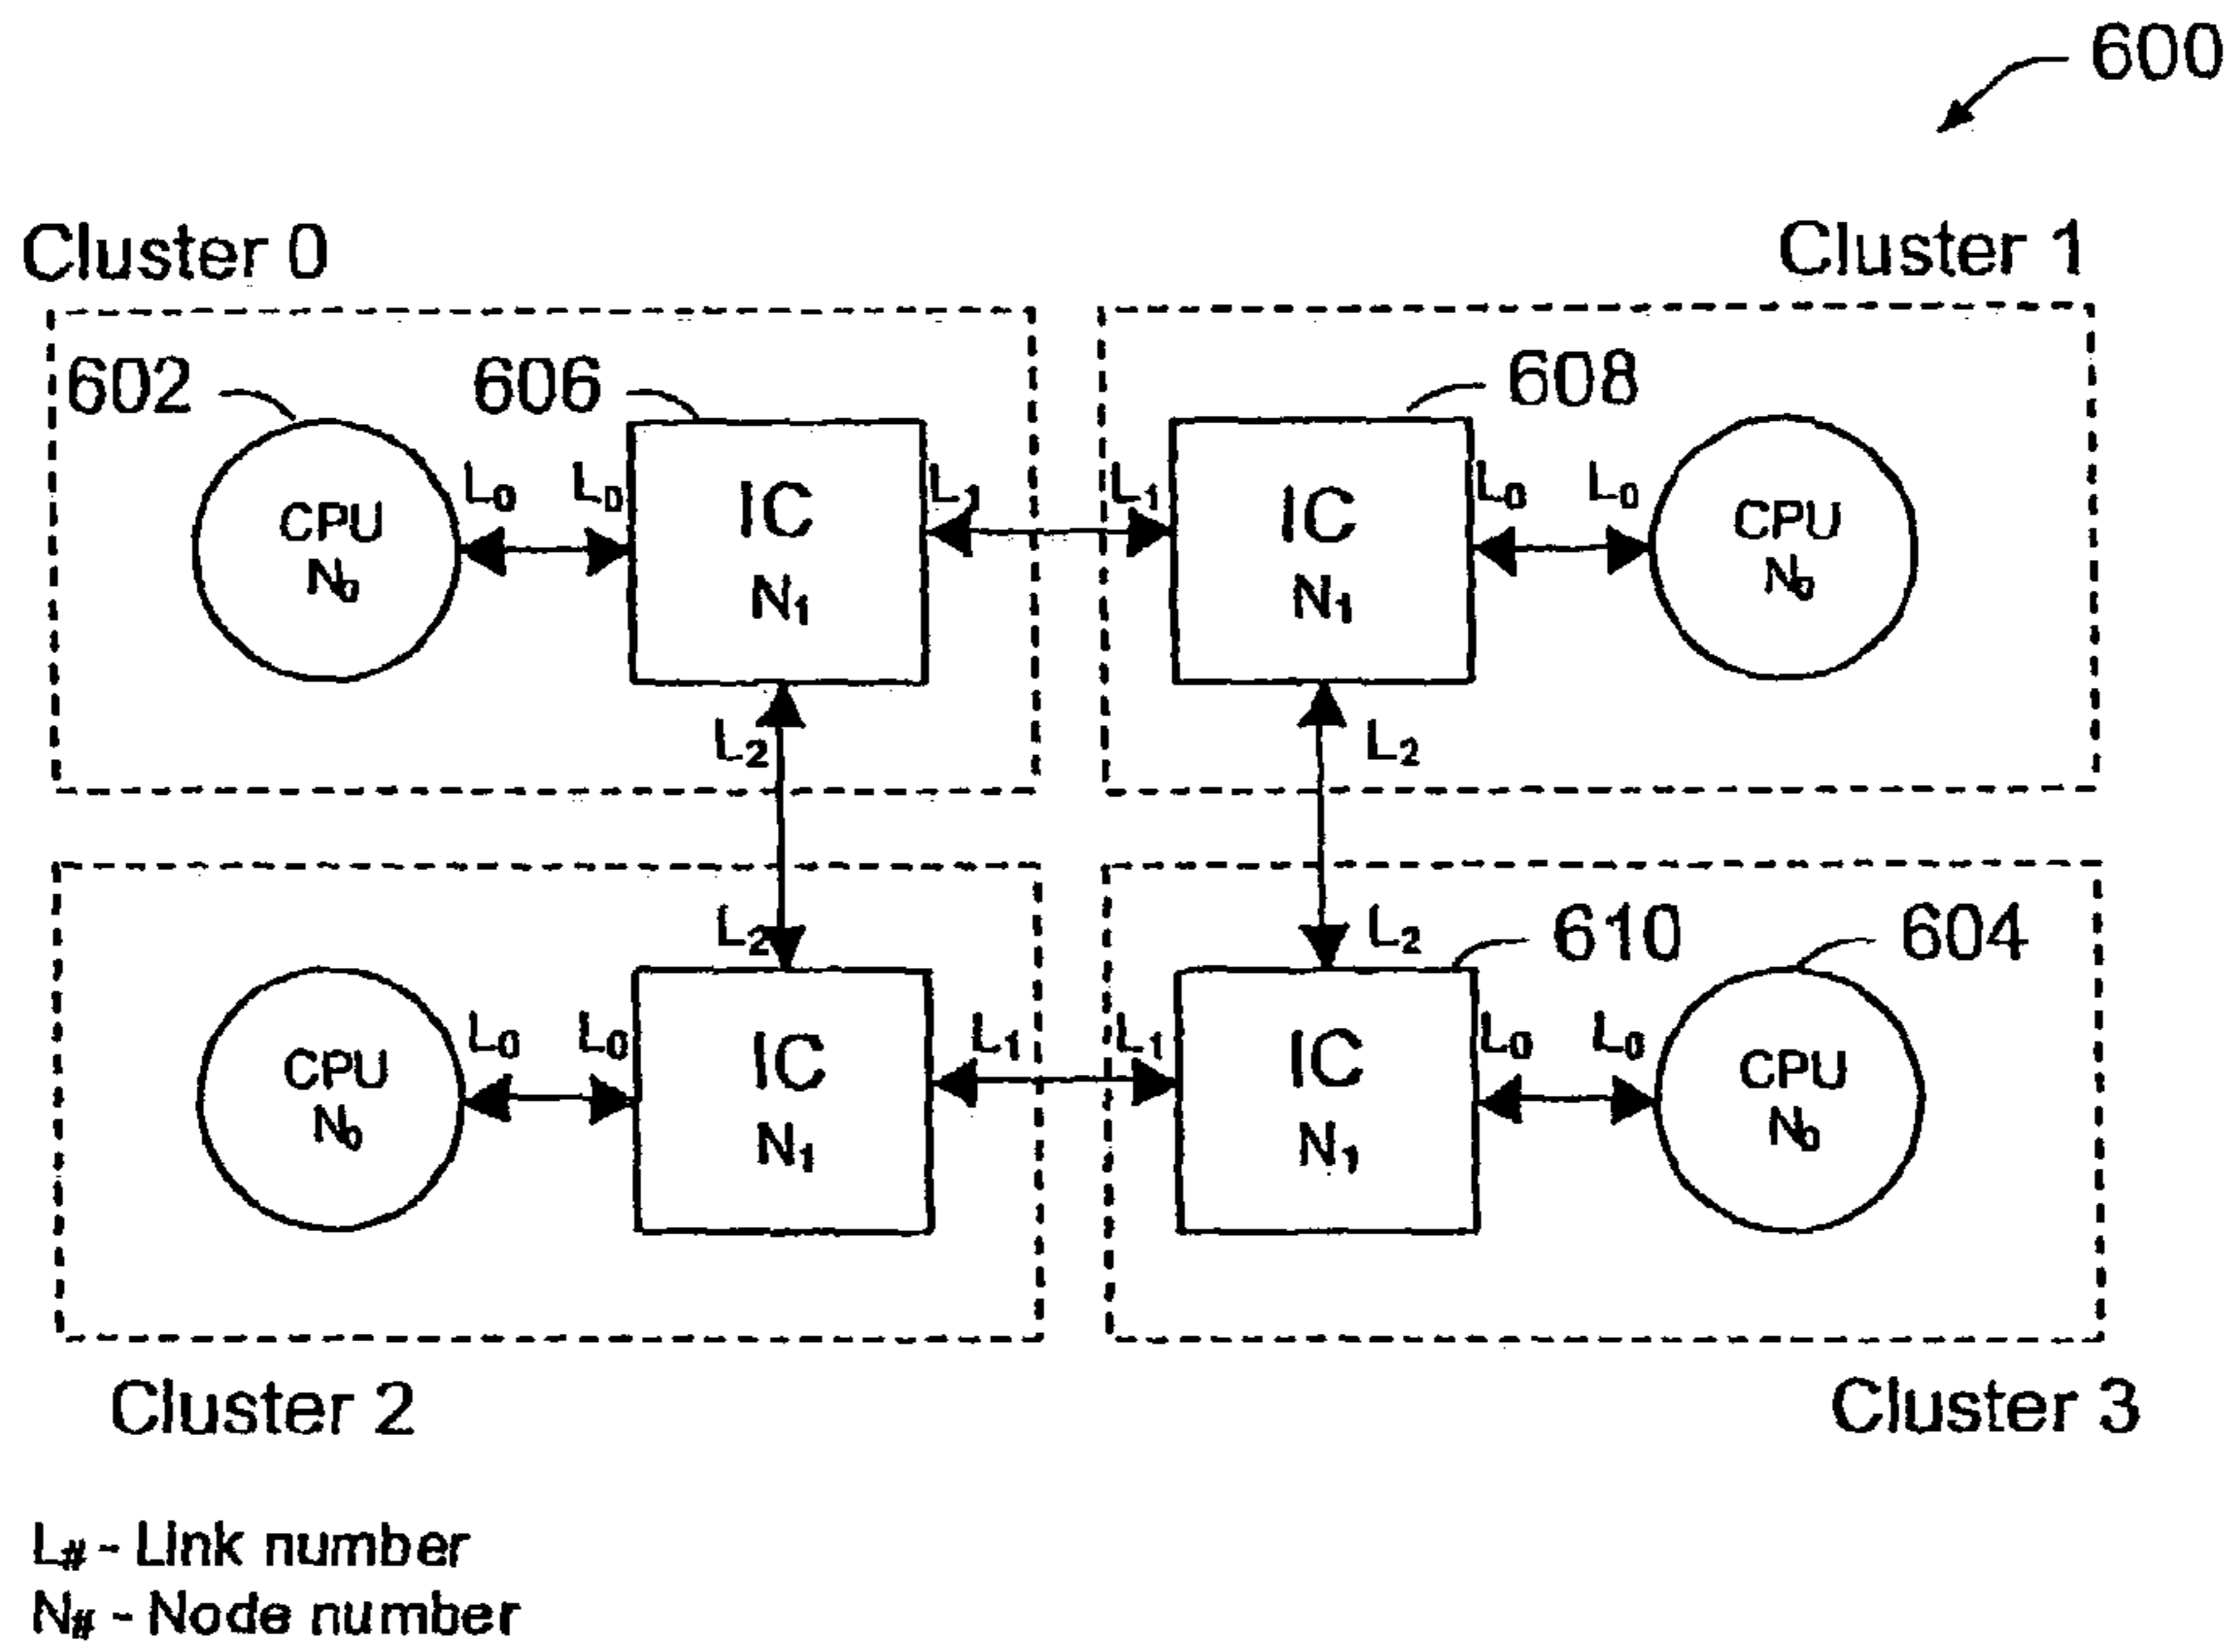 600
Cluster 0
Cluster 1
602
606
608
L0 L0 L1 L1 L0 L0
CPU
N0
IC
N1
IC
N1
CPU
N0
L2
L2
L2
L2
610
604
L0 L0 L1 L1 L0 L0
CPU
N0
IC
N1
IC
N1
CPU
N0
Cluster 2
Cluster 3
L# - Link number
N# - Node number